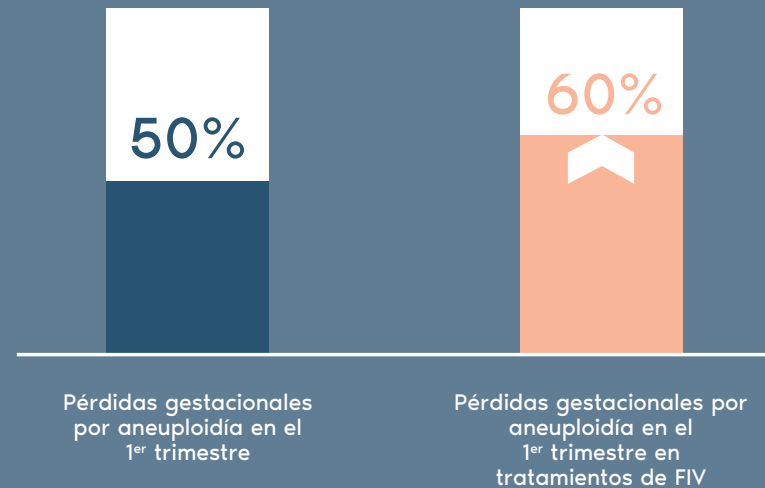 50%
60%
Pérdidas gestacionales
por aneuploidía en el
1er trimestre
Pérdidas gestacionales por
aneuploidía en el
1er trimestre en
tratamientos de FIV